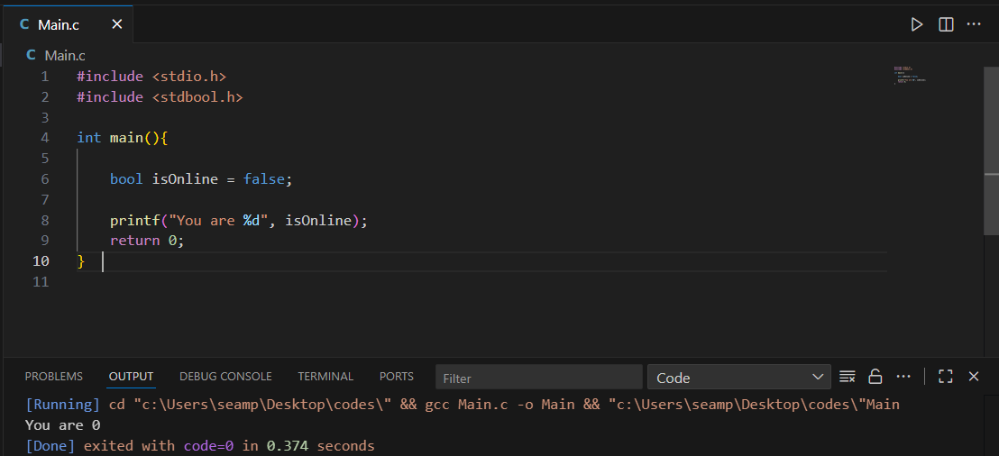 C Main.c ×
C Main.c
1 #include <stdio.h>
2 #include <stdbool.h>
3
4 int main(){
5
6     bool isOnline = false;
7
8     printf("You are %d", isOnline);
9     return 0;
10 }
11
PROBLEMS OUTPUT DEBUG CONSOLE TERMINAL PORTS Filter Code
[Running] cd "c:\Users\seamp\Desktop\codes\" && gcc Main.c -o Main && "c:\Users\seamp\Desktop\codes\"Main
You are 0
[Done] exited with code=0 in 0.374 seconds